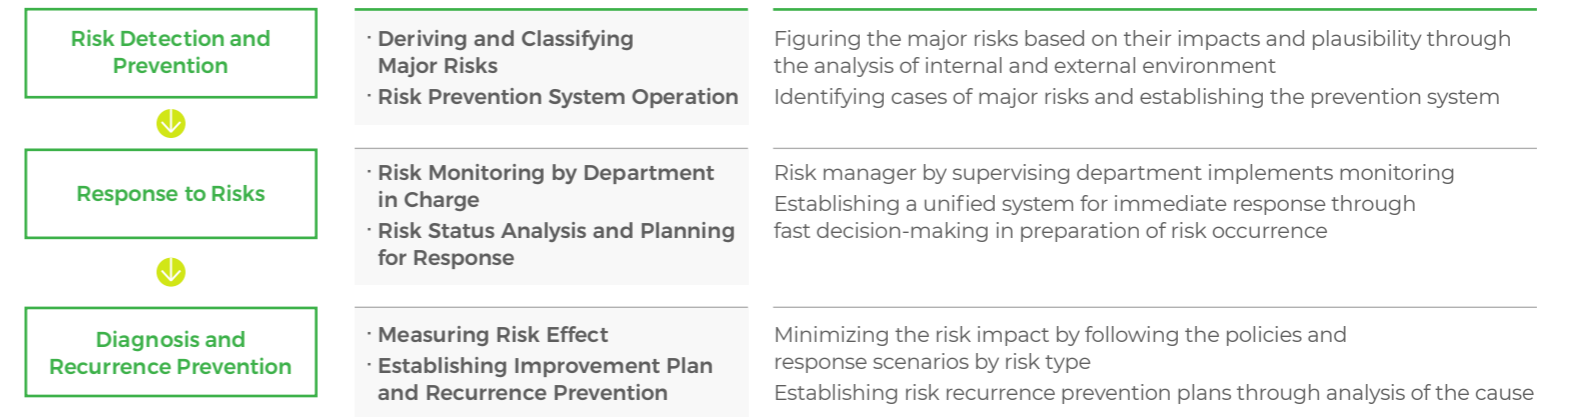 Risk Detection and
Prevention
· Deriving and Classifying
Major Risks
· Risk Prevention System Operation
Figuring the major risks based on their impacts and plausibility through
the analysis of internal and external environment
Identifying cases of major risks and establishing the prevention system
Response to Risks
· Risk Monitoring by Department
in Charge
· Risk Status Analysis and Planning
for Response
Risk manager by supervising department implements monitoring
Establishing a unified system for immediate response through
fast decision-making in preparation of risk occurrence
Diagnosis and
Recurrence Prevention
· Measuring Risk Effect
· Establishing Improvement Plan
and Recurrence Prevention
Minimizing the risk impact by following the policies and
response scenarios by risk type
Establishing risk recurrence prevention plans through analysis of the cause